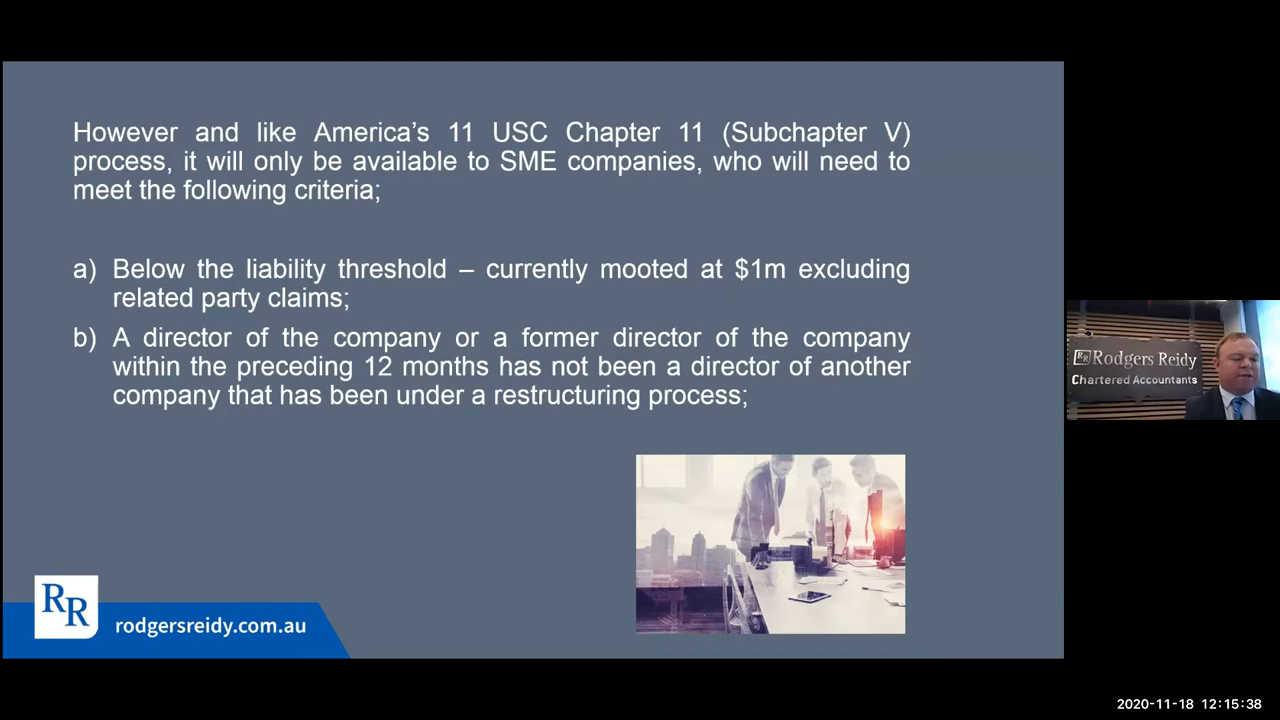 However and like America’s 11 USC Chapter 11 (Subchapter V)
process, it will only be available to SME companies, who will need to
meet the following criteria;
a) Below the liability threshold – currently mooted at $1m excluding
related party claims;
b) A director of the company or a former director of the company
within the preceding 12 months has not been a director of another
company that has been under a restructuring process;
RR
rodgersreidy.com.au
RR Rodgers Reidy
Chartered Accountants
2020-11-18 12:15:38